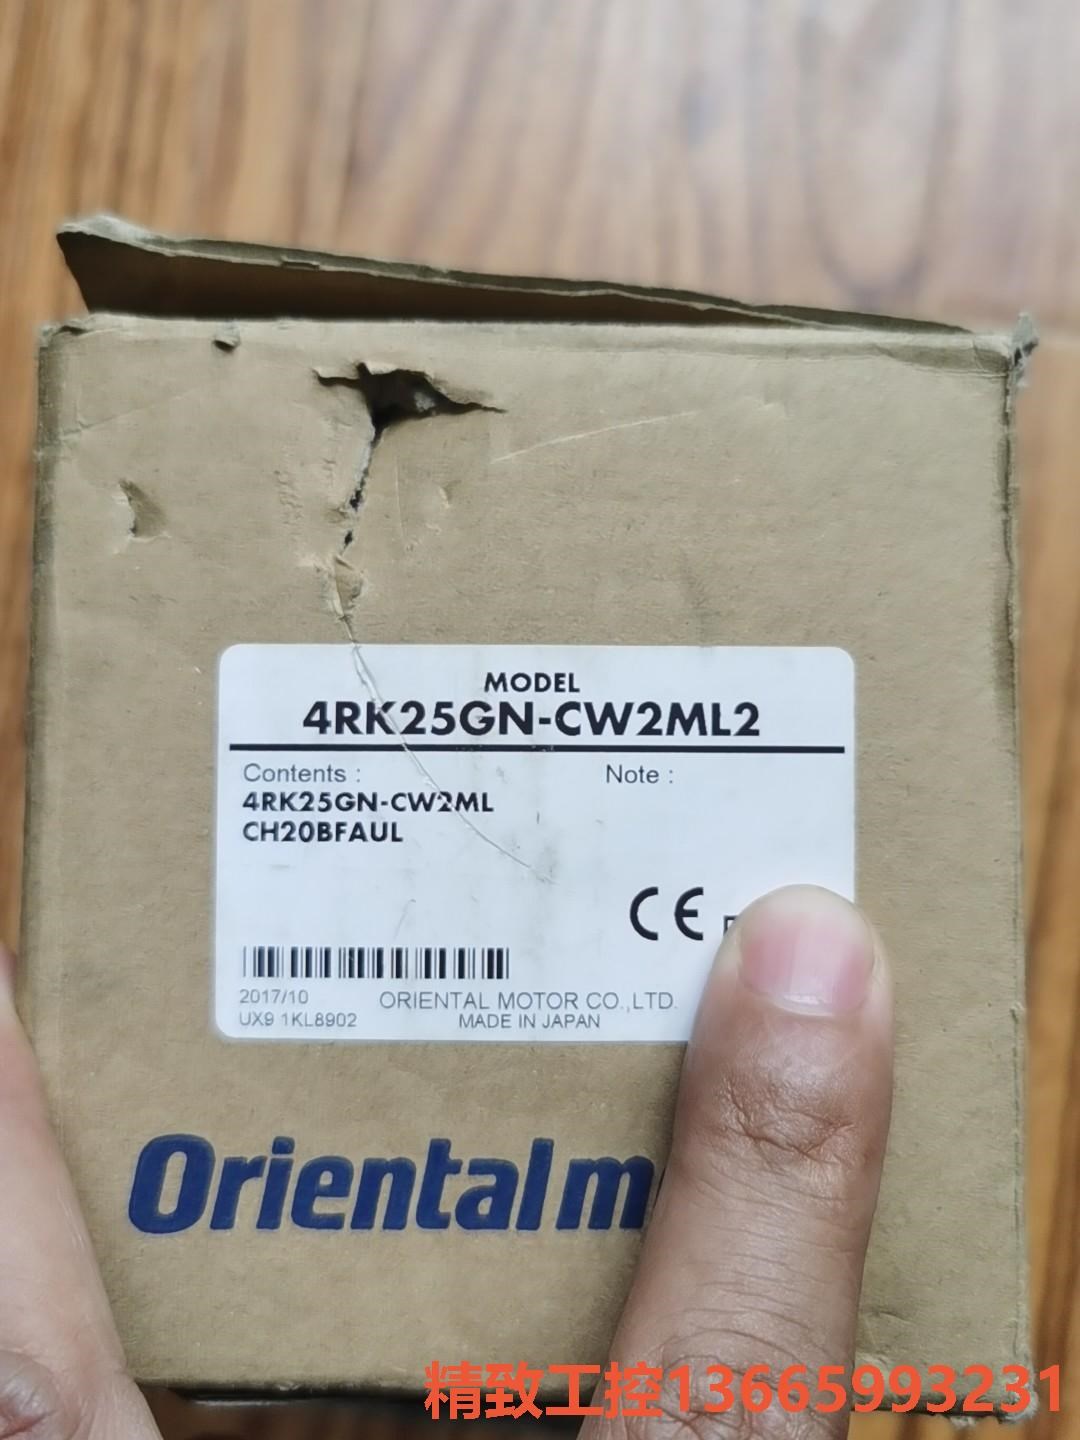 MODEL
4RK25GN-CW2ML2
Contents :
Note :
4RK25GN-CW2ML
CH20BFAUL
CE
2017/10
ORIENTAL MOTOR CO.,LTD.
UX9 1KL8902
MADE IN JAPAN
Oriental m
精致工控13665993231